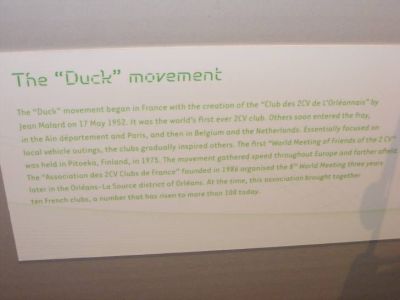 The "Duck" movement
The "Duck" movement began in France with the creation of the "Club des 2CV de L'Orléannais" by
Jean Malard on 17 May 1952. It was the world's first ever 2CV club. Others soon entered the fray,
in the Ain département and Paris, and then in Belgium and the Netherlands. Essentially focused on
local vehicle outings, the clubs gradually inspired others. The first "World Meeting of Friends of the 2 CV"
was held in Pitoeka, Finland, in 1975. The movement gathered speed throughout Europe and farther afield.
The "Association des 2CV Clubs de France" founded in 1986 organised the 8th World Meeting three years
later in the Orléans-La Source district of Orléans. At the time, this association brought together
ten French clubs, a number that has risen to more than 100 today.